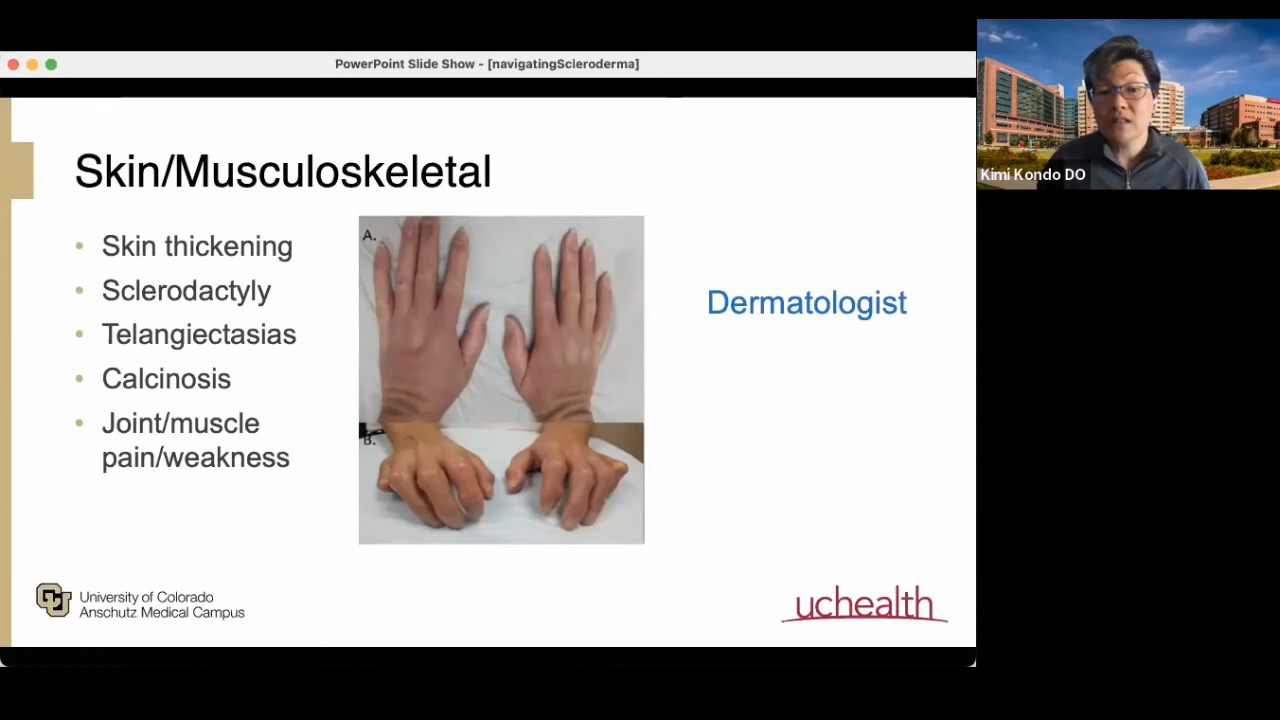 PowerPoint Slide Show - [navigatingScleroderma]
Kimi Kondo DO
Skin/Musculoskeletal
• Skin thickening
• Sclerodactyly
• Telangiectasias
• Calcinosis
• Joint/muscle
pain/weakness
A.
B.
Dermatologist
CU
University of Colorado
Anschutz Medical Campus
uchealth